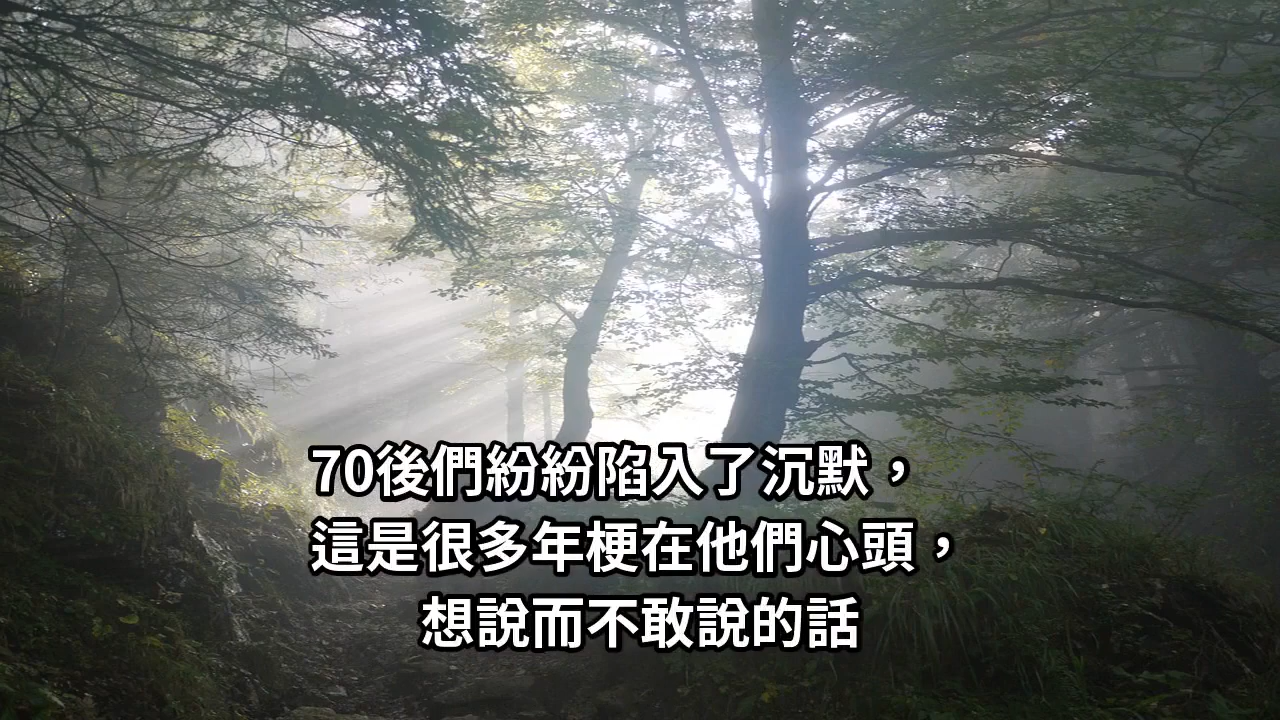 70後們紛紛陷入了沉默，
這是很多年梗在他們心頭，
想說而不敢說的話